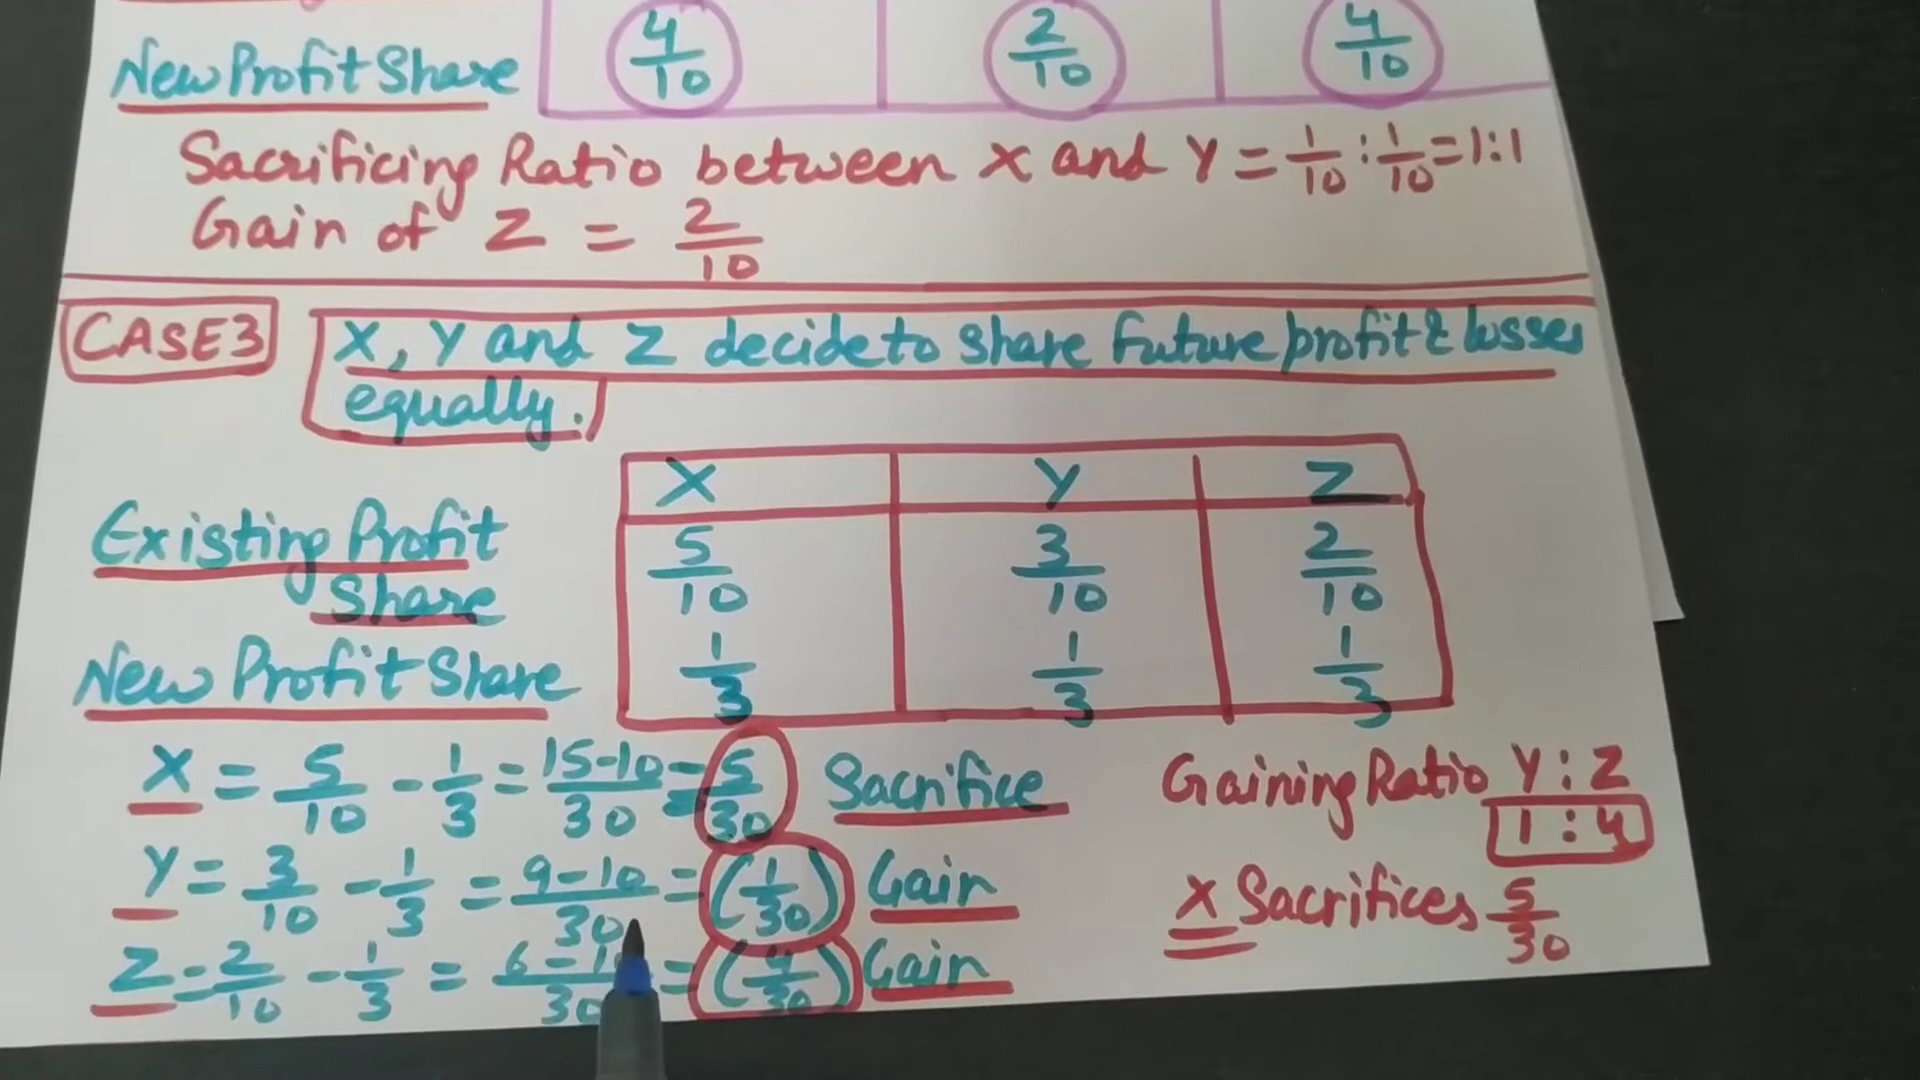 New Profit Share 4/10 2/10 4/10
Sacrificing Ratio between X and Y = 1/10 : 1/10 = 1:1
Gain of Z = 2/10
CASE 3 X, Y and Z decide to share future profit & losses
equally.
X Y Z
Existing Profit 5/10 3/10 2/10
Share
New Profit Share 1/3 1/3 1/3
X = 5/10 - 1/3 = 15-10/30 = 5/30 Sacrifice
Y = 3/10 - 1/3 = 9-10/30 = (1/30) Gain
Z = 2/10 - 1/3 = 6-10/30 = (4/30) Gain
Gaining Ratio Y : Z
1 : 4
X Sacrifices 5/30